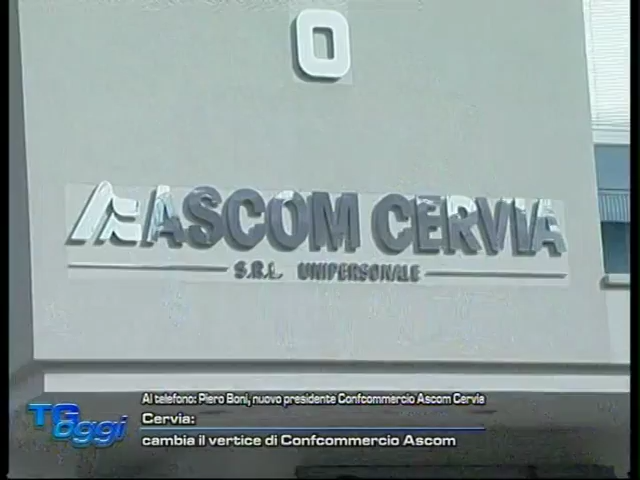 O
ASCOM CERVIA
S.R.L. UNIPERSONALE
Al telefono: Piero Boni, nuovo presidente Confcommercio Ascom Cervia
TG oggi
Cervia:
cambia il vertice di Confcommercio Ascom